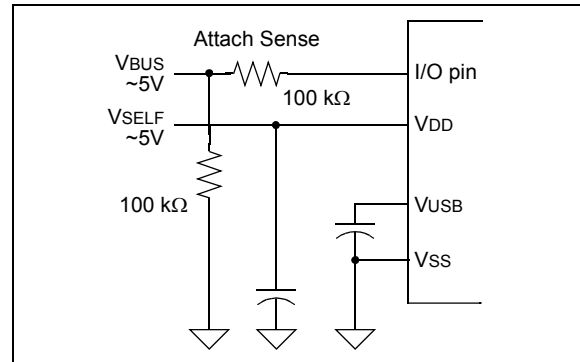 Attach Sense
VBUS
~5V
I/O pin
100 kΩ
VSELF
~5V
VDD
100 kΩ
VUSB
VSS